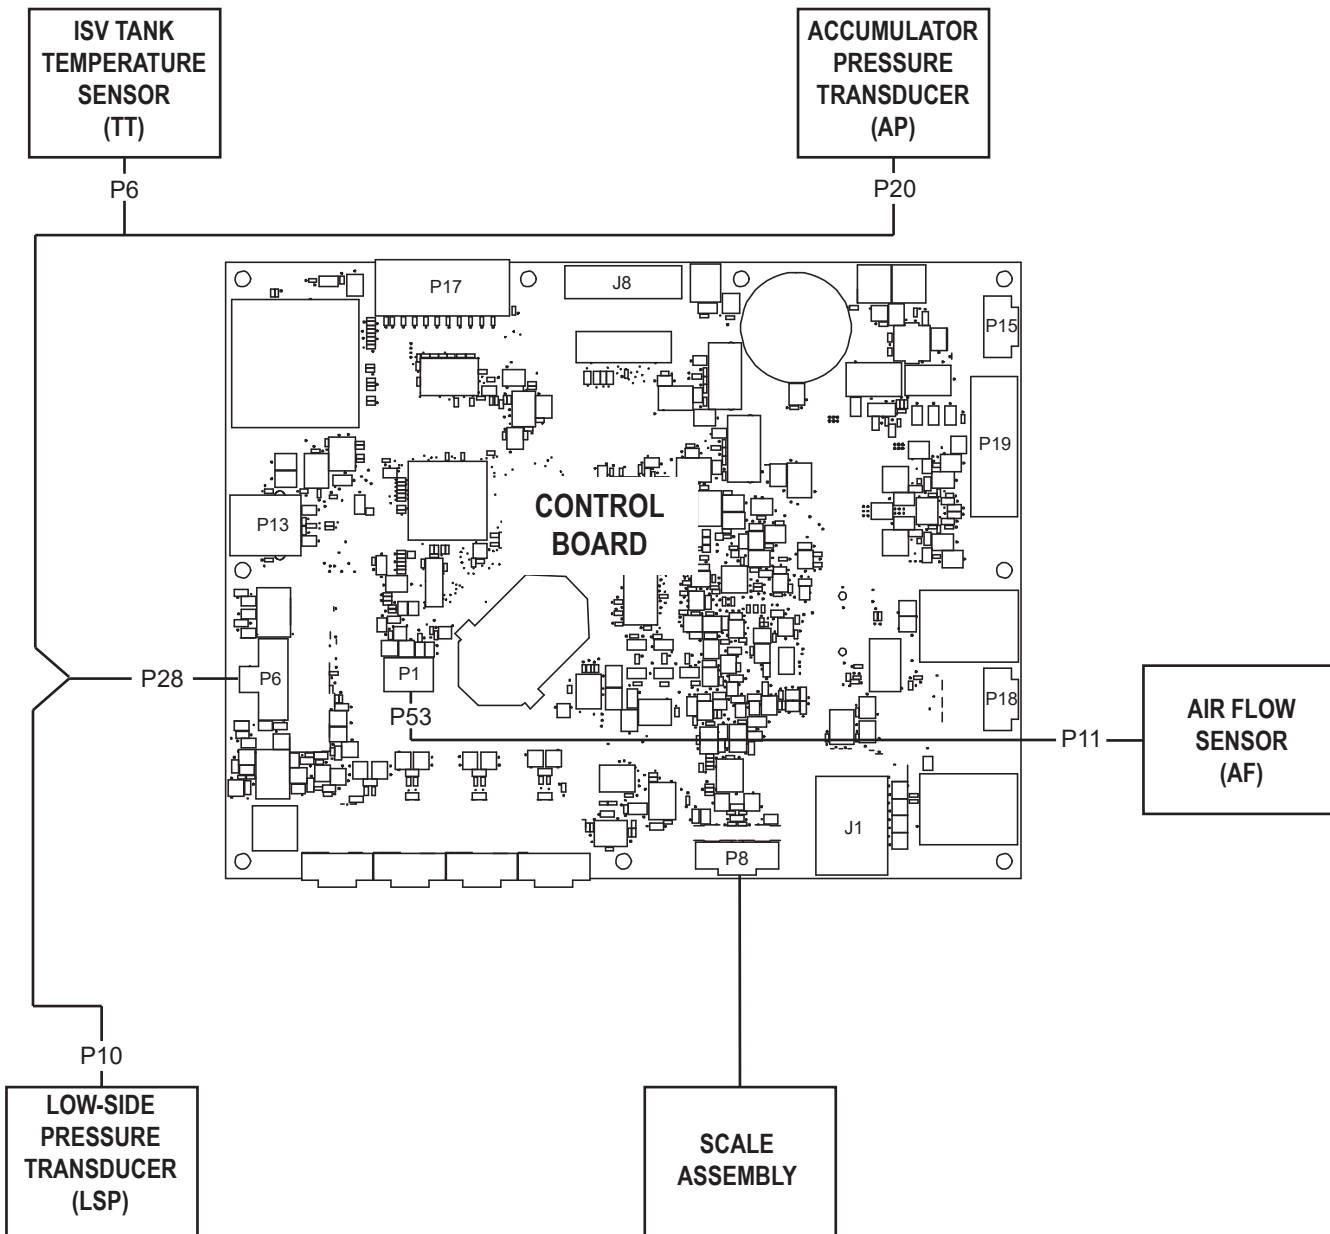 ISV TANK
TEMPERATURE
SENSOR
(TT)
ACCUMULATOR
PRESSURE
TRANSDUCER
(AP)
P6
P20
P17
J8
P15
P19
P13
CONTROL
BOARD
P28
P6
P1
P53
P18
P11
AIR FLOW
SENSOR
(AF)
J1
P8
P10
LOW-SIDE
PRESSURE
TRANSDUCER
(LSP)
SCALE
ASSEMBLY